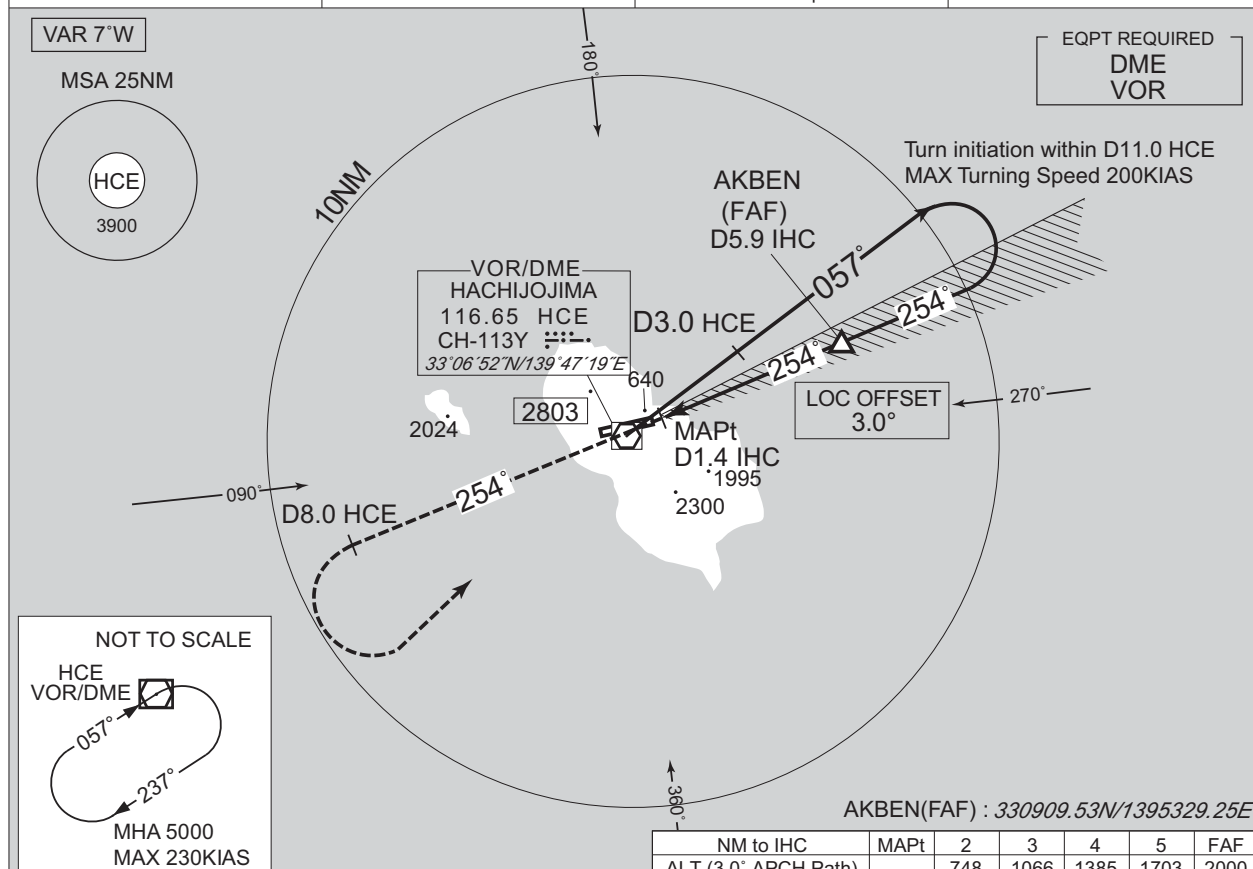 VAR 7°W
MSA 25NM
HCE
3900
10NM
180°
EQPT REQUIRED
DME
VOR
Turn initiation within D11.0 HCE
MAX Turning Speed 200KIAS
AKBEN
(FAF)
D5.9 IHC
057°
254°
254°
VOR/DME
HACHIJOJIMA
116.65 HCE
CH-113Y
33°06´52˝N/139°47´19˝E
D3.0 HCE
640
2803
2024
LOC OFFSET
3.0°
270°
MAPt
D1.4 IHC
1995
2300
090°
254°
D8.0 HCE
NOT TO SCALE
HCE
VOR/DME
057°
237°
MHA 5000
MAX 230KIAS
360°
AKBEN(FAF) : 330909.53N/1395329.25E
NM to IHC MAPt 2 3 4 5 FAF
ALT (3.0° APCH Path) 748 1066 1385 1703 2000